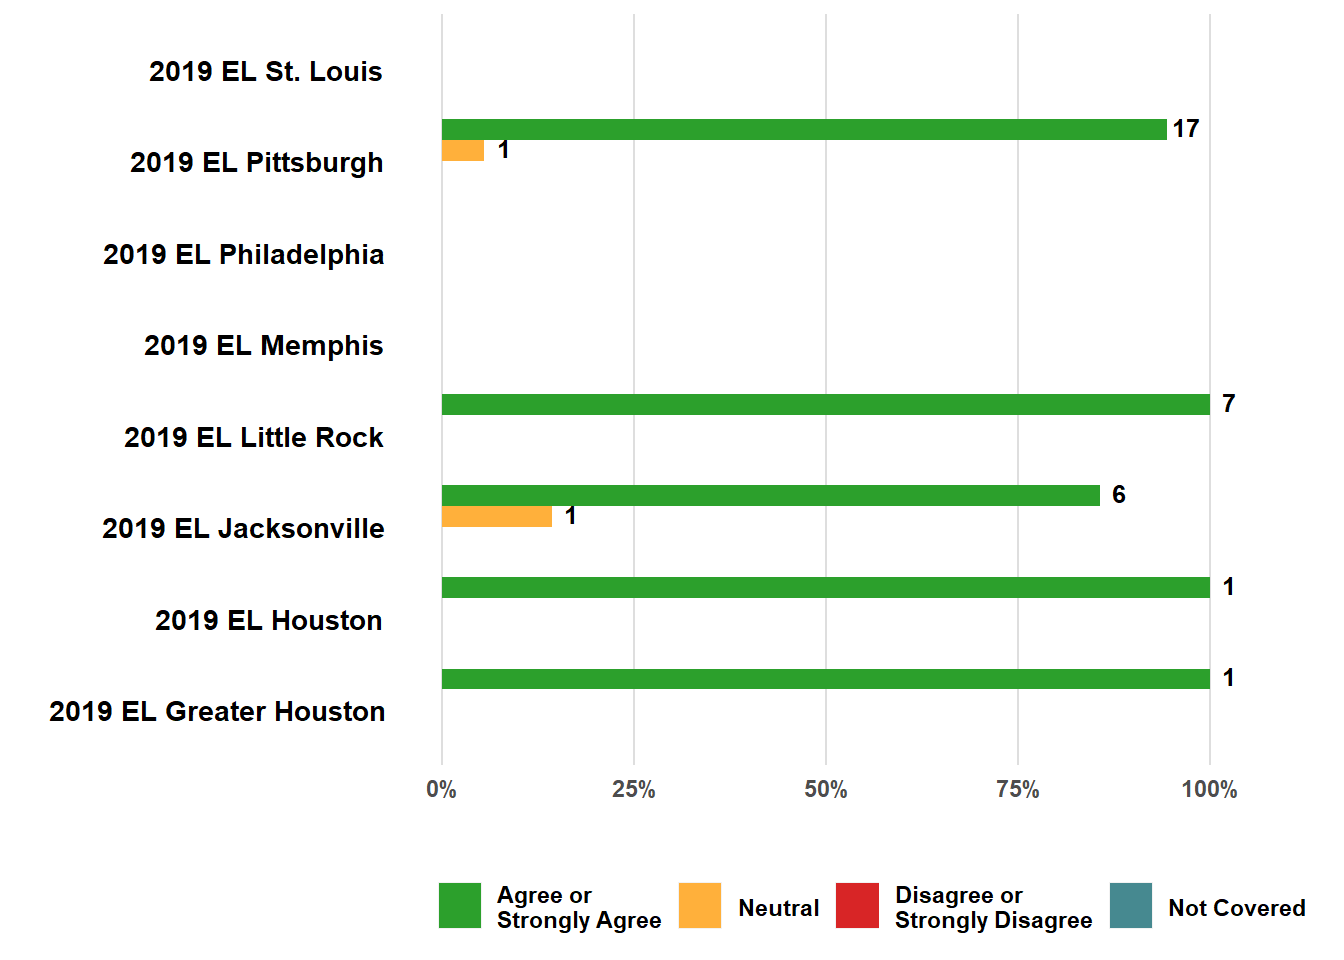 2019 EL St. Louis
17
1
2019 EL Pittsburgh
2019 EL Philadelphia
2019 EL Memphis
7
2019 EL Little Rock
6
1
2019 EL Jacksonville
1
2019 EL Houston
1
2019 EL Greater Houston
0% 25% 50% 75% 100%
Agree or
Strongly Agree
Neutral
Disagree or
Strongly Disagree
Not Covered